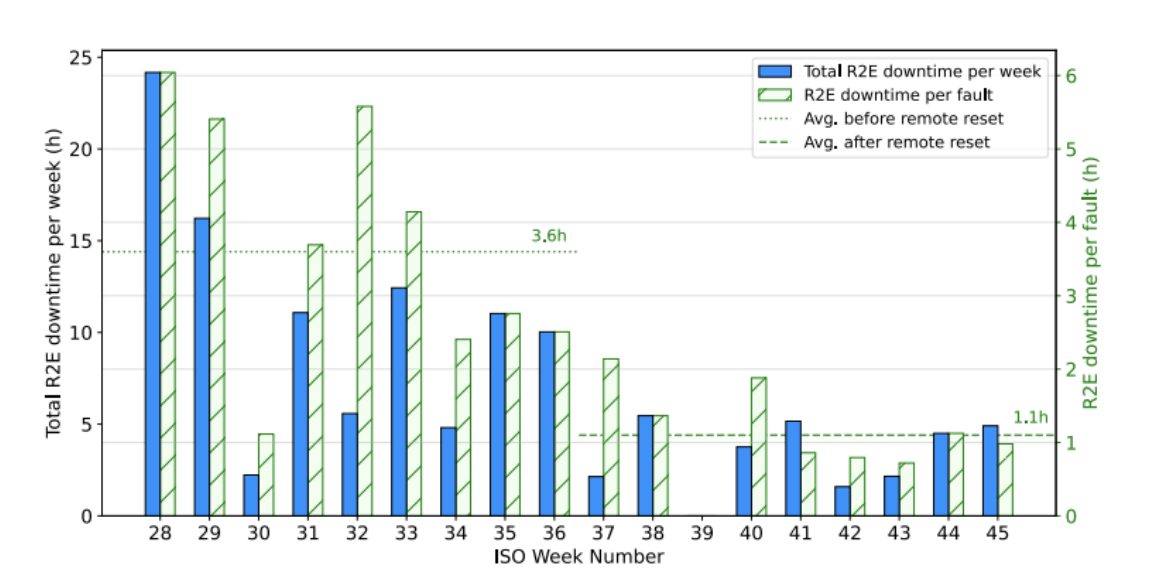 Total R2E downtime per week
R2E downtime per fault
Avg. before remote reset
Avg. after remote reset
Total R2E downtime per week (h)
25
20
15
10
5
0
R2E downtime per fault (h)
6
5
4
3
2
1
0
3.6h
1.1h
28 29 30 31 32 33 34 35 36 37 38 39 40 41 42 43 44 45
ISO Week Number